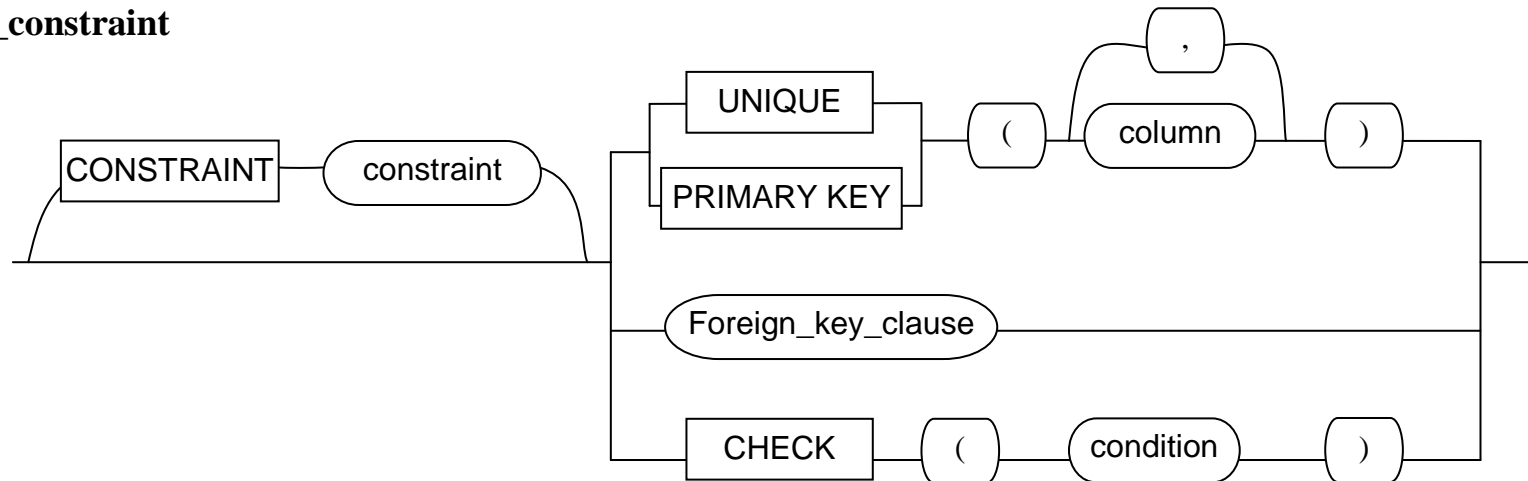 _constraint
,
UNIQUE
( column )
CONSTRAINT constraint
PRIMARY KEY
Foreign_key_clause
CHECK ( condition )